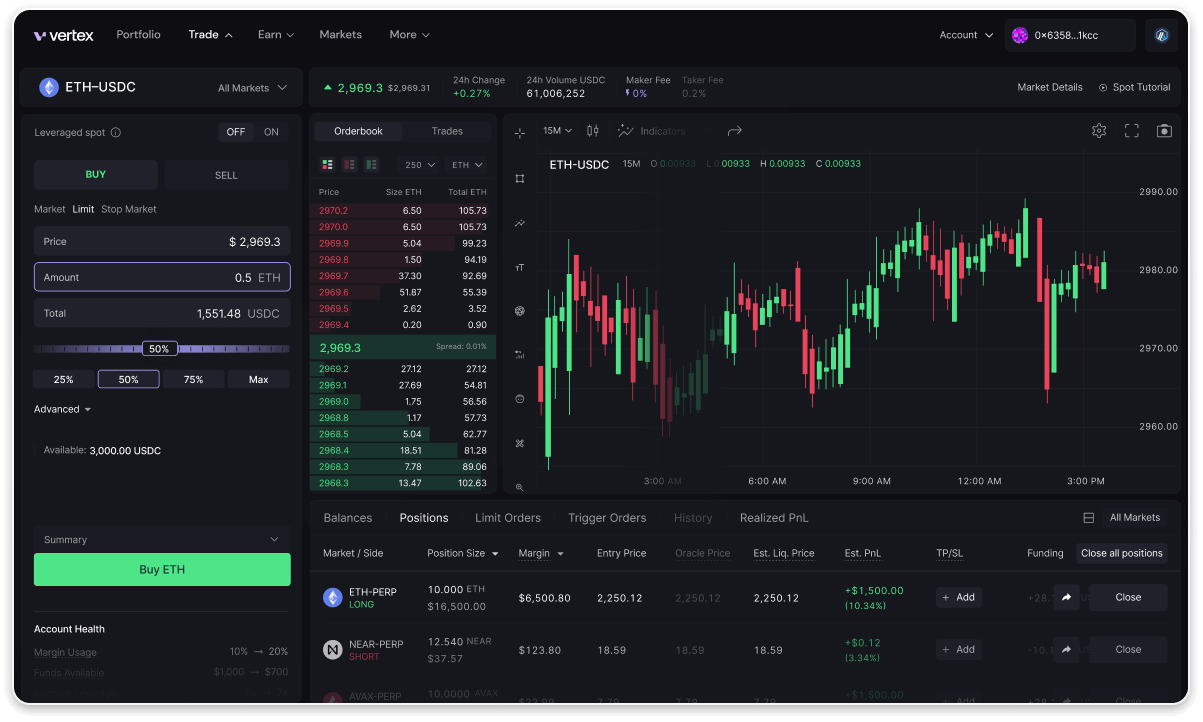 vertex Portfolio Trade Earn Markets More Account 0×6358...1kcc
ETH–USDC All Markets
2,969.3 $2,969.31
24h Change
+0.27%
24h Volume USDC
61,006,252
Maker Fee
0%
Taker Fee
0.2%
Market Details Spot Tutorial
Leveraged spot OFF ON
BUY SELL
Market Limit Stop Market
Price $ 2,969.3
Amount 0.5 ETH
Total 1,551.48 USDC
50%
25% 50% 75% Max
Advanced
Available: 3,000.00 USDC
Summary
Buy ETH
Account Health
Margin Usage 10% → 20%
Funds Available $1,000 → $700
Orderbook Trades
250 ETH
Price Size ETH Total ETH
2970.2 6.50 105.73
2970.0 6.50 105.73
2969.9 5.04 99.23
2969.8 1.50 94.19
2969.7 37.30 92.69
2969.6 51.87 55.39
2969.5 2.62 3.52
2969.4 0.20 0.90
2,969.3 Spread: 0.01%
2969.2 27.12 27.12
2969.1 27.69 54.81
2969.0 1.75 56.56
2968.8 1.17 57.73
2968.5 5.04 62.77
2968.4 18.51 81.28
2968.3 7.78 89.06
2968.3 13.47 102.63
15M Indicators
ETH-USDC 15M O 0.00933 L 0.00933 H 0.00933 C 0.00933
2990.00
2980.00
2970.00
2960.00
3:00 AM 6:00 AM 9:00 AM 12:00 AM 3:00 PM
Balances Positions Limit Orders Trigger Orders History Realized PnL All Markets
Market / Side Position Size Margin Entry Price Oracle Price Est. Liq. Price Est. PnL TP/SL Funding Close all positions
ETH-PERP
LONG
10.000 ETH
$16,500.00
$6,500.80 2,250.12 2,250.12 2,250.12
+$1,500.00
(10.34%)
+ Add +28. Close
NEAR-PERP
SHORT
12.540 NEAR
$37.57
$123.80 18.59 18.59 18.59
+$0.12
(3.34%)
+ Add -10.1 Close
AVAX-PERP 10.0000 AVAX +$1,500.00
$23.99 7.79 7.79 7.79 + Add +28. Close